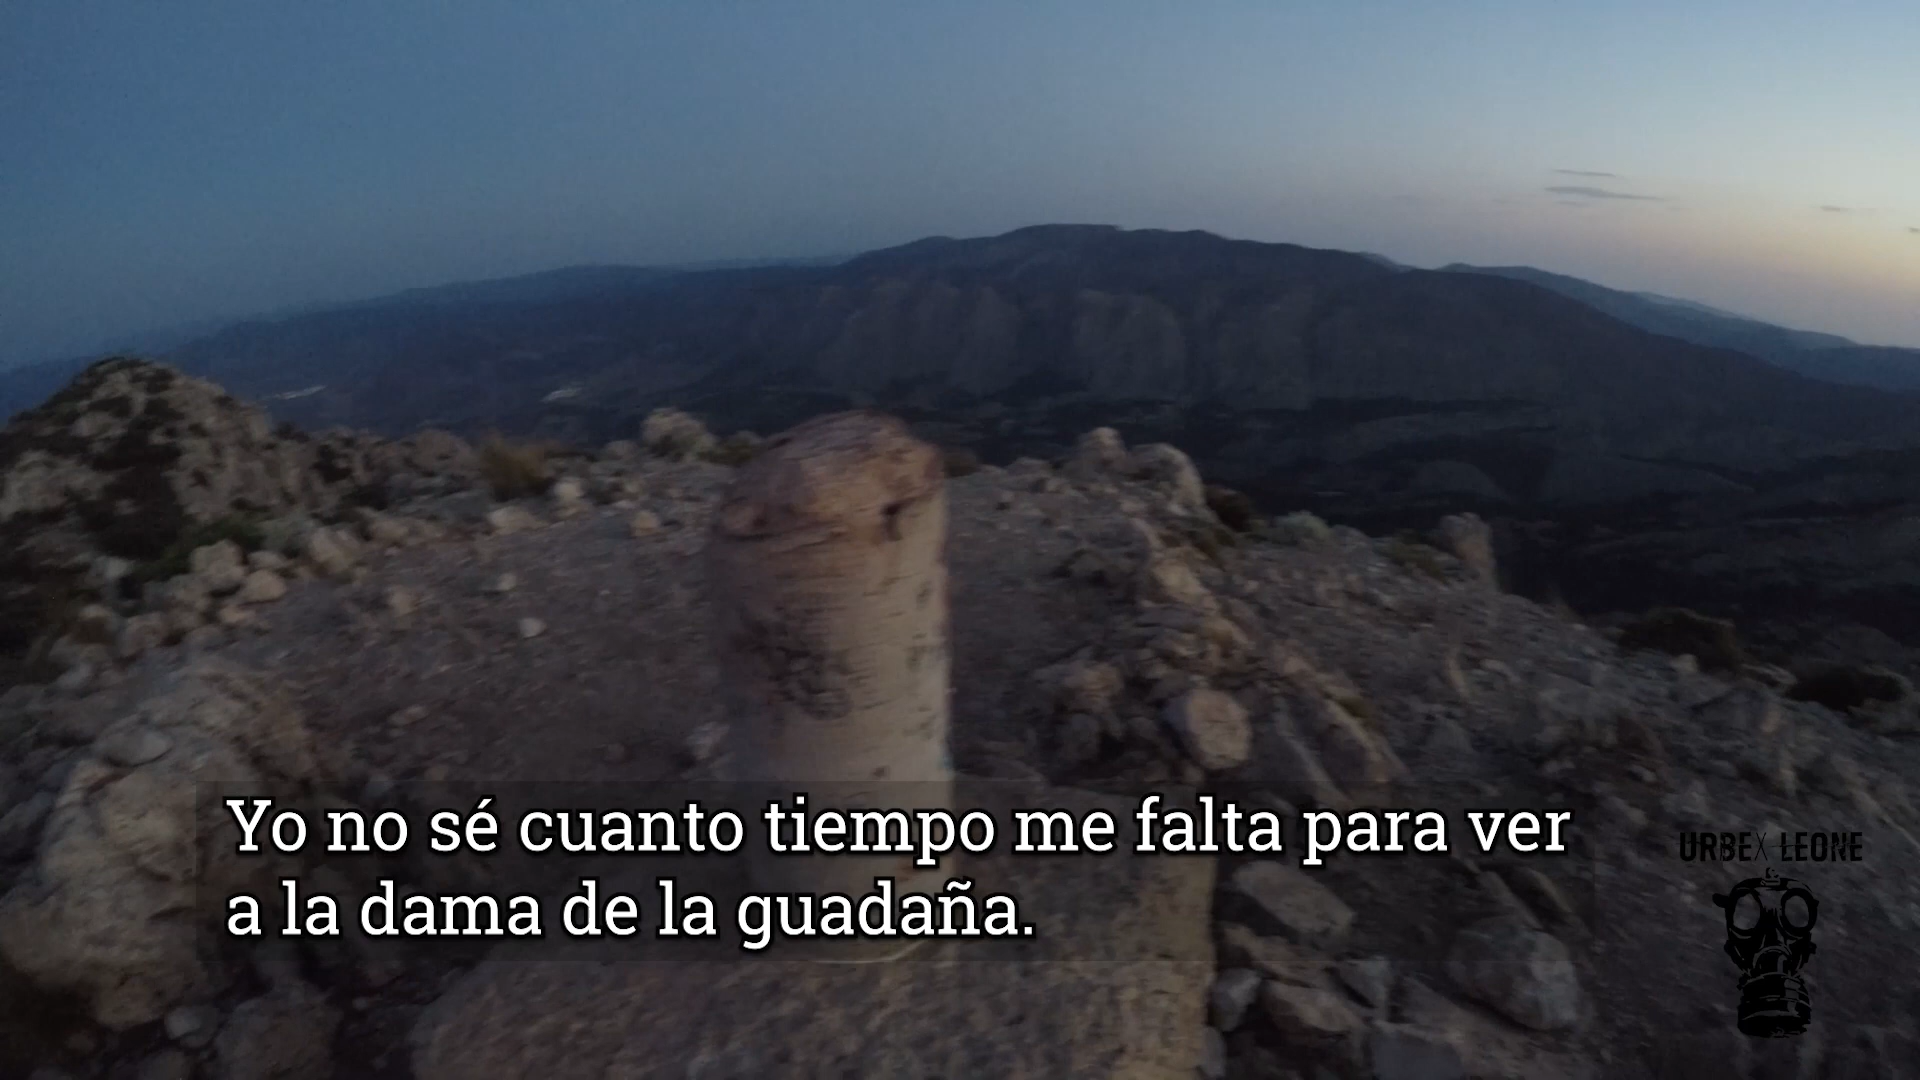 Yo no sé cuanto tiempo me falta para ver
a la dama de la guadaña.
URBEX LEONE